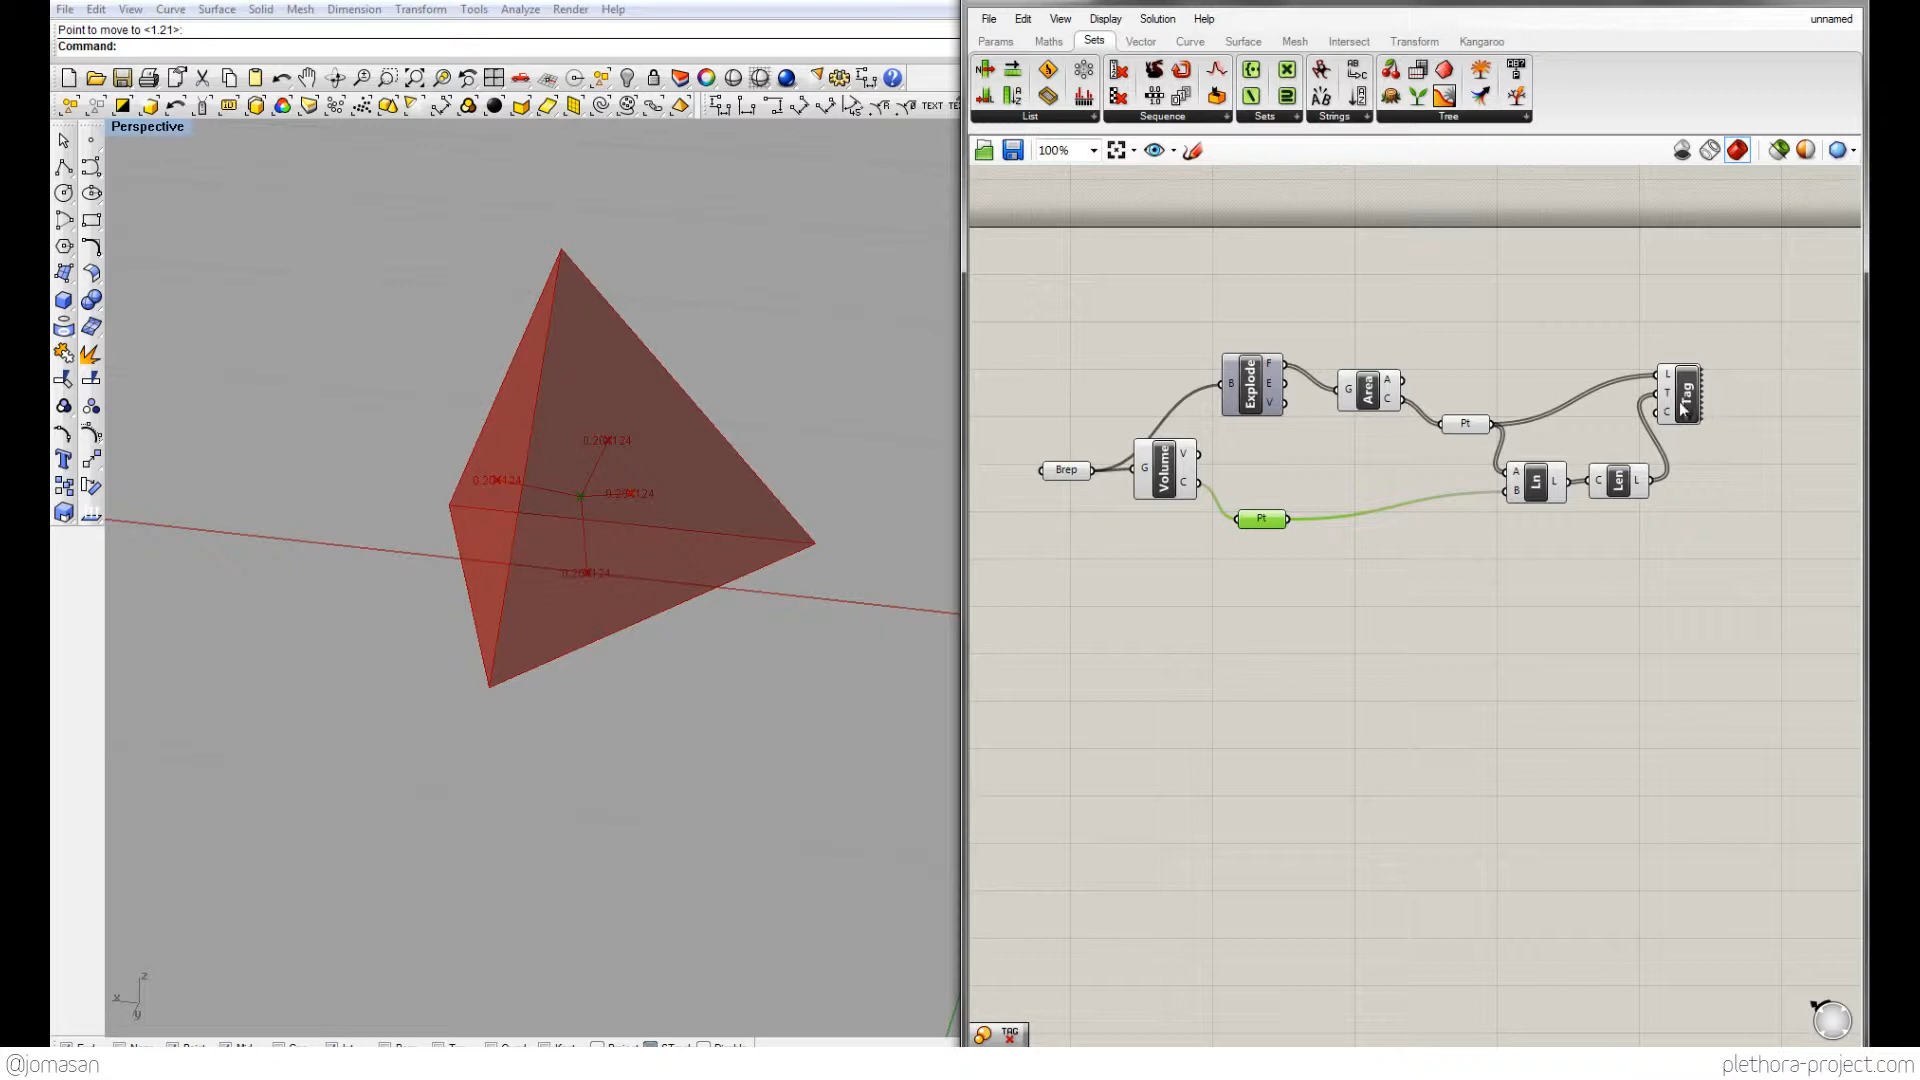 File Edit View Curve Surface Solid Mesh Dimension Transform Tools Analyze Render Help
Point to move to <1.21>:
Command:
TEXT
Perspective
z
x
y
File Edit View Display Solution Help
unnamed
Params Maths Sets Vector Curve Surface Mesh Intersect Transform Kangaroo
List Sequence Sets Strings Tree
100%
Explode
B
F
E
V
Area
G
A
C
Pt
L
T
C
Tag
Brep
Volume
G
V
C
Pt
A
B
Ln
L
C
Len
L
TAG
@jomasan
plethora-project.com